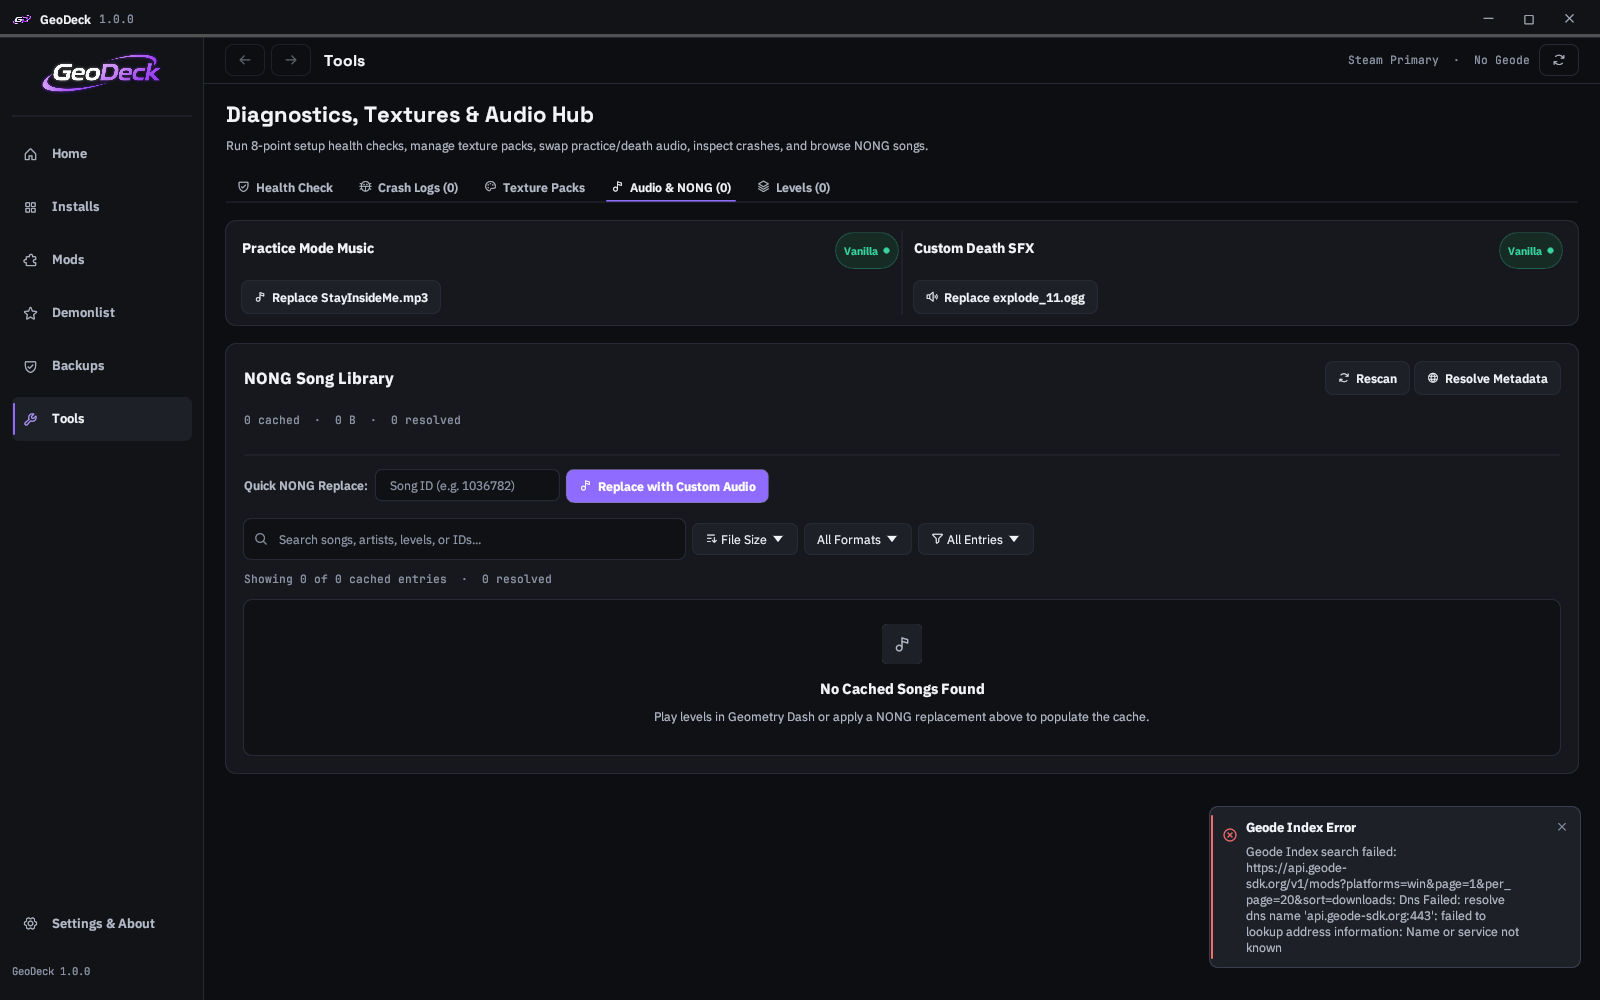 GeoDeck 1.0.0
GeoDeck
Tools
Steam Primary · No Geode
Home
Installs
Mods
Demonlist
Backups
Tools
Settings & About
GeoDeck 1.0.0
Diagnostics, Textures & Audio Hub
Run 8-point setup health checks, manage texture packs, swap practice/death audio, inspect crashes, and browse NONG songs.
Health Check Crash Logs (0) Texture Packs Audio & NONG (0) Levels (0)
Practice Mode Music Vanilla
Replace StayInsideMe.mp3
Custom Death SFX Vanilla
Replace explode_11.ogg
NONG Song Library Rescan Resolve Metadata
0 cached · 0 B · 0 resolved
Quick NONG Replace: Song ID (e.g. 1036782) Replace with Custom Audio
Search songs, artists, levels, or IDs... File Size All Formats All Entries
Showing 0 of 0 cached entries · 0 resolved
No Cached Songs Found
Play levels in Geometry Dash or apply a NONG replacement above to populate the cache.
Geode Index Error
Geode Index search failed:
https://api.geode-
sdk.org/v1/mods?platforms=win&page=1&per_
page=20&sort=downloads: Dns Failed: resolve
dns name 'api.geode-sdk.org:443': failed to
lookup address information: Name or service not
known